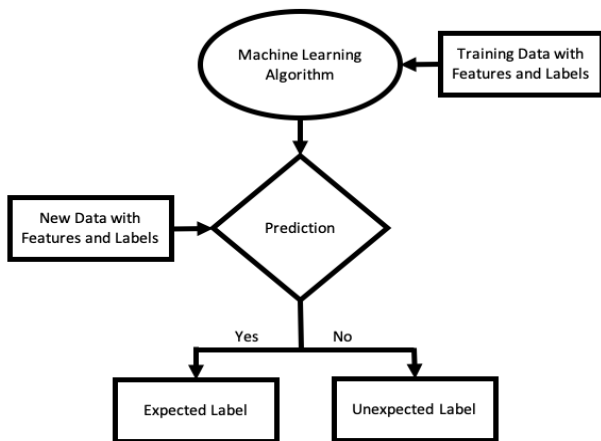 Machine Learning
Algorithm
Training Data with
Features and Labels
New Data with
Features and Labels
Prediction
Yes
No
Expected Label
Unexpected Label